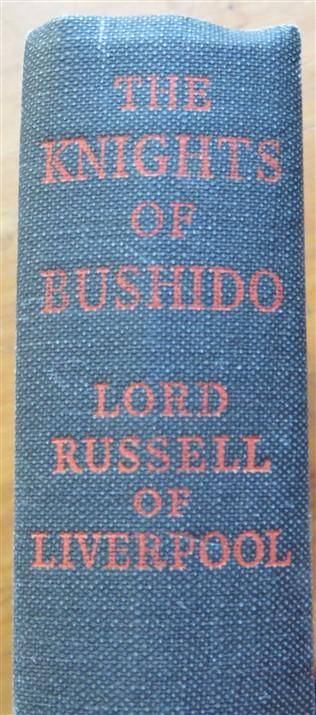 THE
KNIGHTS
OF
BUSHIDO
LORD
RUSSELL
OF
LIVERPOOL